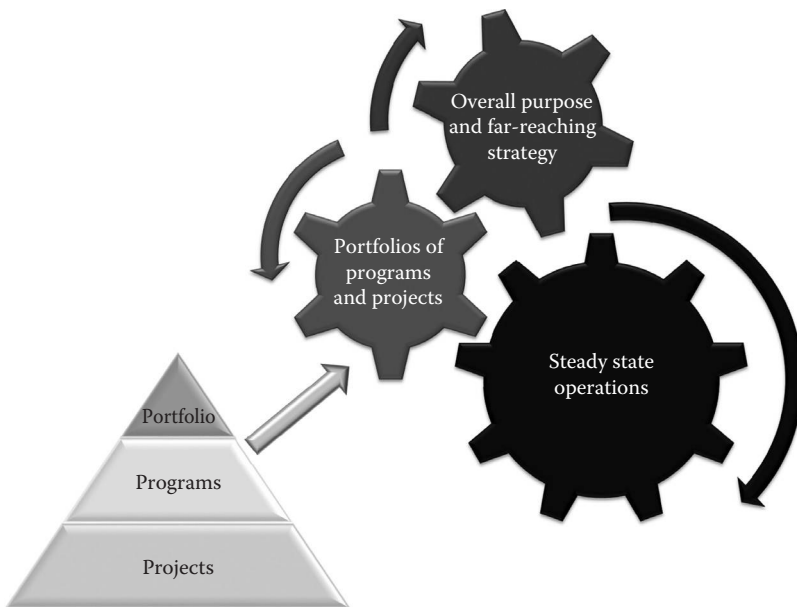 Overall purpose
and far-reaching
strategy
Portfolios of
programs
and projects
Steady state
operations
Portfolio
Programs
Projects